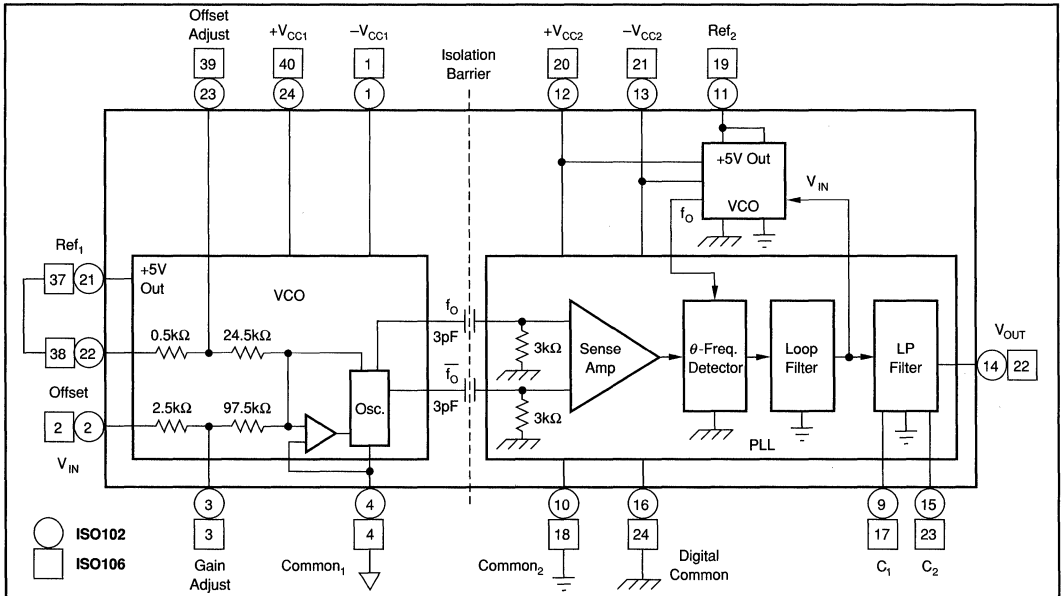 Offset
Adjust
+VCC1
–VCC1
Isolation
Barrier
+VCC2
–VCC2
Ref2
39
40
1
20
21
19
23
24
1
12
13
11
+5V Out
VIN
fO
VCO
Ref1
37
21
+5V
Out
VCO
fO
3pF
38
22
0.5kΩ
24.5kΩ
Offset
2.5kΩ
97.5kΩ
Osc.
f̅O
3pF
2
2
VIN
3kΩ
3kΩ
Sense
Amp
θ-Freq.
Detector
Loop
Filter
LP
Filter
VOUT
14
22
PLL
3
4
10
16
9
15
3
4
18
24
17
23
ISO102
ISO106
Gain
Adjust
Common1
Common2
Digital
Common
C1
C2